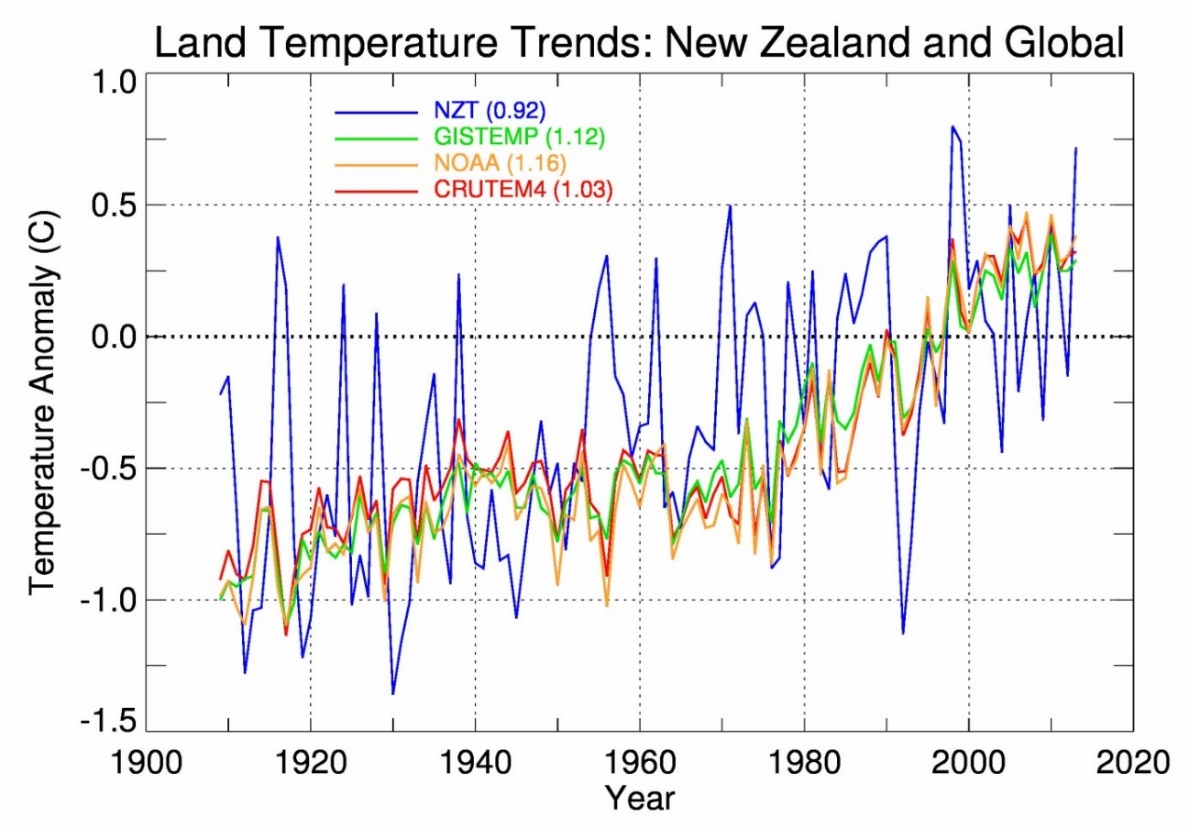 Land Temperature Trends: New Zealand and Global
1.0
0.5
0.0
-0.5
-1.0
-1.5
Temperature Anomaly (C)
NZT (0.92)
GISTEMP (1.12)
NOAA (1.16)
CRUTEM4 (1.03)
1900 1920 1940 1960 1980 2000 2020
Year